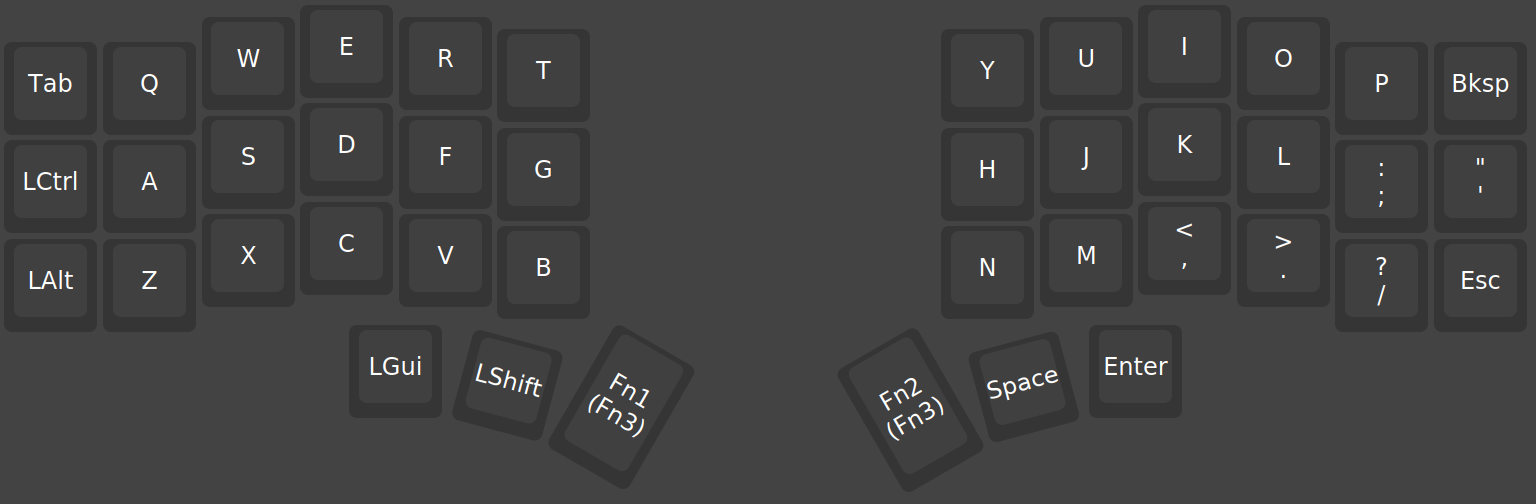 Tab Q W E R T Y U I O P Bksp
LCtrl A S D F G H J K L : "
; '
LAlt Z X C V B N M < > ?
, . /
Esc
LGui LShift Fn1 Fn2 Space Enter
(Fn3) (Fn3)